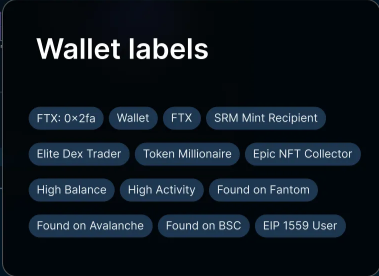 Wallet labels
FTX: 0×2fa Wallet FTX SRM Mint Recipient
Elite Dex Trader Token Millionaire Epic NFT Collector
High Balance High Activity Found on Fantom
Found on Avalanche Found on BSC EIP 1559 User